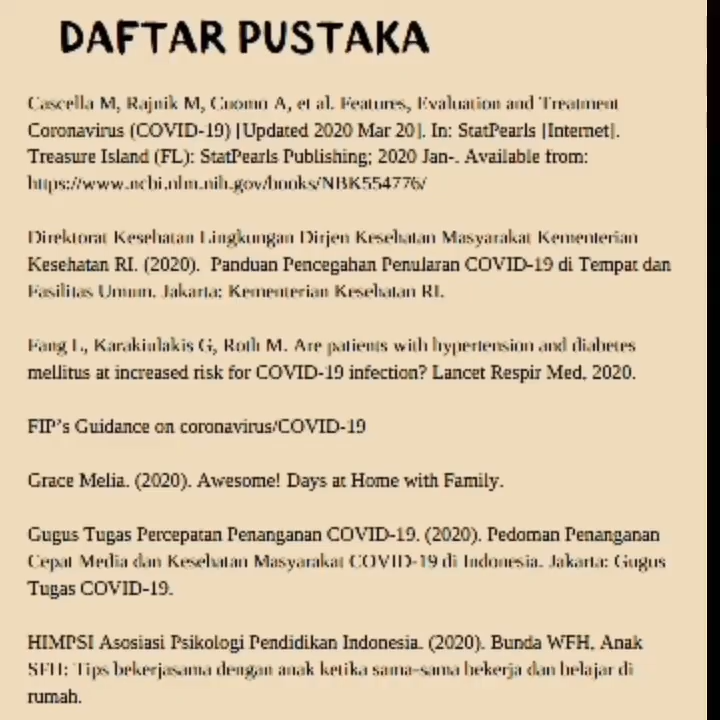 DAFTAR PUSTAKA
Cascella M, Rajnik M, Cuomo A, et al. Features, Evaluation and Treatment
Coronavirus (COVID-19) [Updated 2020 Mar 20]. In: StatPearls [Internet].
Treasure Island (FL): StatPearls Publishing; 2020 Jan-. Available from:
https://www.ncbi.nlm.nih.gov/books/NBK554776/
Direktorat Kesehatan Lingkungan Dirjen Kesehatan Masyarakat Kementerian
Kesehatan RI. (2020). Panduan Pencegahan Penularan COVID-19 di Tempat dan
Fasilitas Umum. Jakarta: Kementerian Kesehatan RI.
Fang L, Karakiulakis G, Roth M. Are patients with hypertension and diabetes
mellitus at increased risk for COVID-19 infection? Lancet Respir Med, 2020.
FIP's Guidance on coronavirus/COVID-19
Grace Melia. (2020). Awesome! Days at Home with Family.
Gugus Tugas Percepatan Penanganan COVID-19. (2020). Pedoman Penanganan
Cepat Media dan Kesehatan Masyarakat COVID-19 di Indonesia. Jakarta: Gugus
Tugas COVID-19.
HIMPSI Asosiasi Psikologi Pendidikan Indonesia. (2020). Bunda WFH, Anak
SFH: Tips bekerjasama dengan anak ketika sama-sama bekerja dan belajar di
rumah.